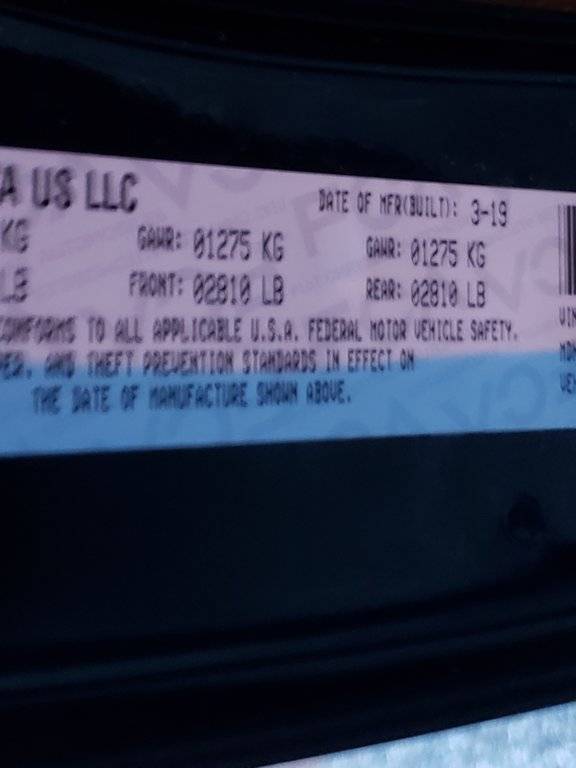 A US LLC
DATE OF MFR(BUILT): 3-19
KG GAWR: 01275 KG GAWR: 01275 KG
LB FRONT: 02810 LB REAR: 02810 LB
CONFORMS TO ALL APPLICABLE U.S.A. FEDERAL MOTOR VEHICLE SAFETY,
PER, AND THEFT PREVENTION STANDARDS IN EFFECT ON
THE DATE OF MANUFACTURE SHOWN ABOVE.
VIN